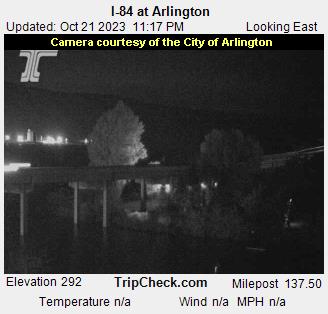 I-84 at Arlington
Updated: Oct 21 2023 11:17 PM Looking East
Camera courtesy of the City of Arlington
Elevation 292 TripCheck.com Milepost 137.50
Temperature n/a Wind n/a MPH n/a